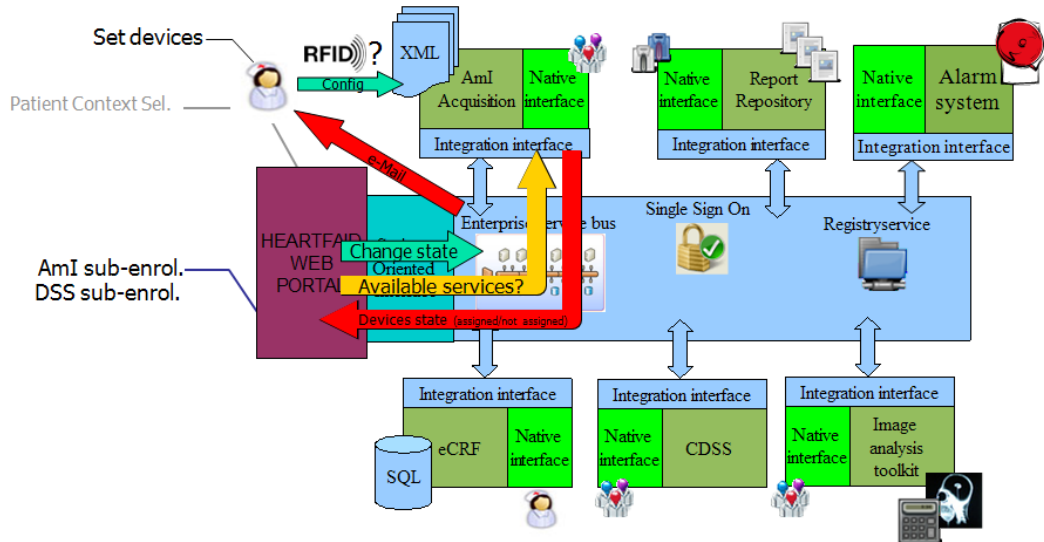 Set devices
Patient Context Sel.
RFID
?
Config
XML
AmI
Acquisition
Native
interface
Integration interface
Native
interface
Report
Repository
Integration interface
Native
interface
Alarm
system
Integration interface
e-Mail
HEARTFAID
WEB
PORTAL
AmI sub-enrol.
DSS sub-enrol.
Oriented
Enterprise service bus
Single Sign On
Registryservice
Change state
Available services?
Devices state (assigned/not assigned)
Integration interface
eCRF
Native
interface
SQL
Integration interface
Native
interface
CDSS
Integration interface
Native
interface
Image
analysis
toolkit